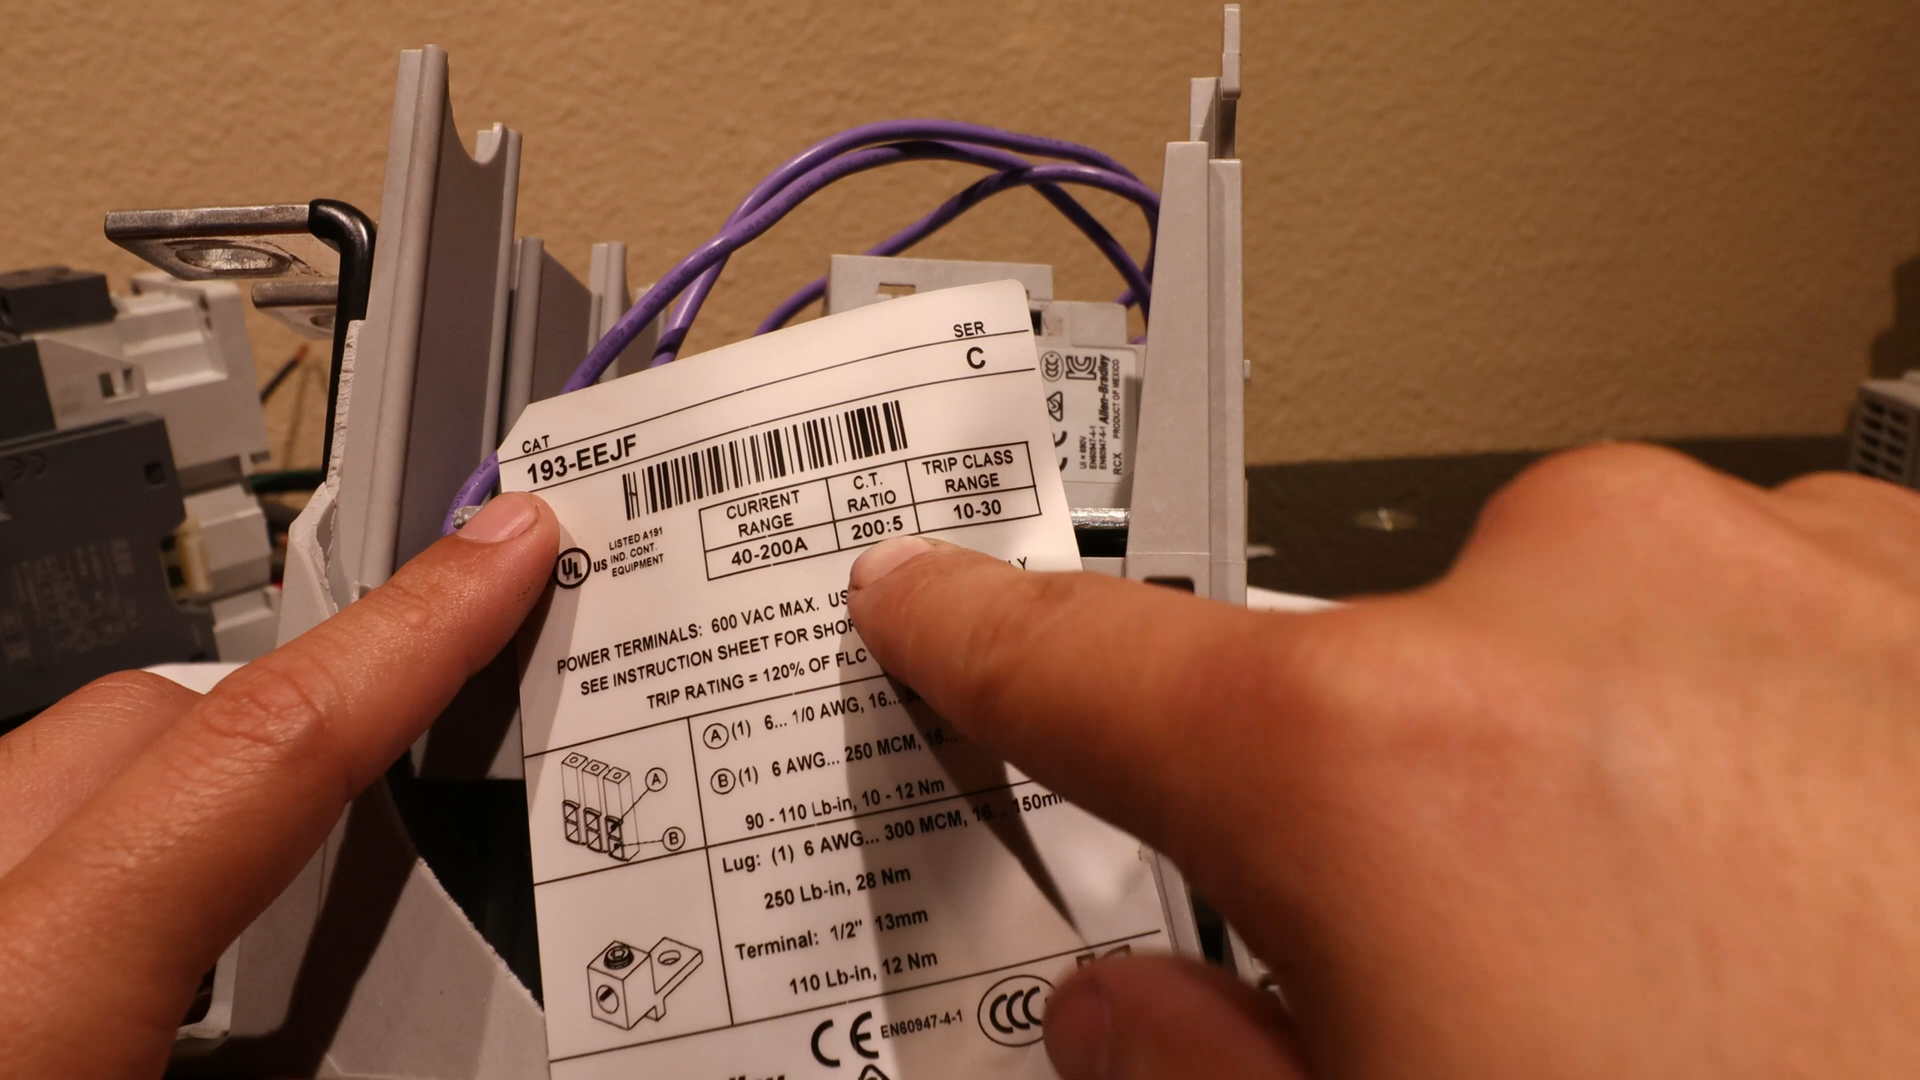 SER
C
CAT
193-EEJF
CURRENT RANGE
C.T. RATIO
TRIP CLASS RANGE
40-200A
200:5
10-30
UL
US
LISTED A191
IND. CONT.
EQUIPMENT
POWER TERMINALS: 600 VAC MAX.
SEE INSTRUCTION SHEET FOR
TRIP RATING = 120% OF FLC
A (1) 6... 1/0 AWG, 16...
B (1) 6 AWG... 250 MCM,
90 - 110 Lb-in, 10 - 12 Nm
A
B
Lug: (1) 6 AWG... 300 MCM, 16...
250 Lb-in, 28 Nm
Terminal: 1/2" 13mm
110 Lb-in, 12 Nm
CE EN60947-4-1 CCC
Allen-Bradley
PRODUCT OF MEXICO
RCX